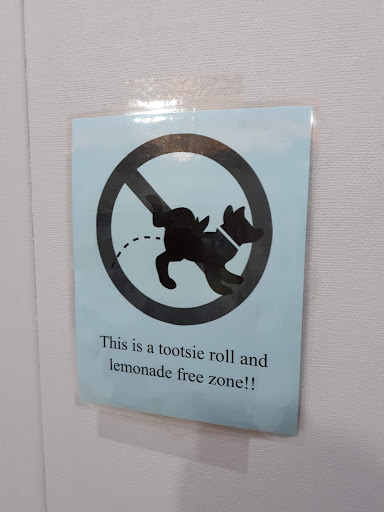 This is a tootsie roll and
lemonade free zone!!